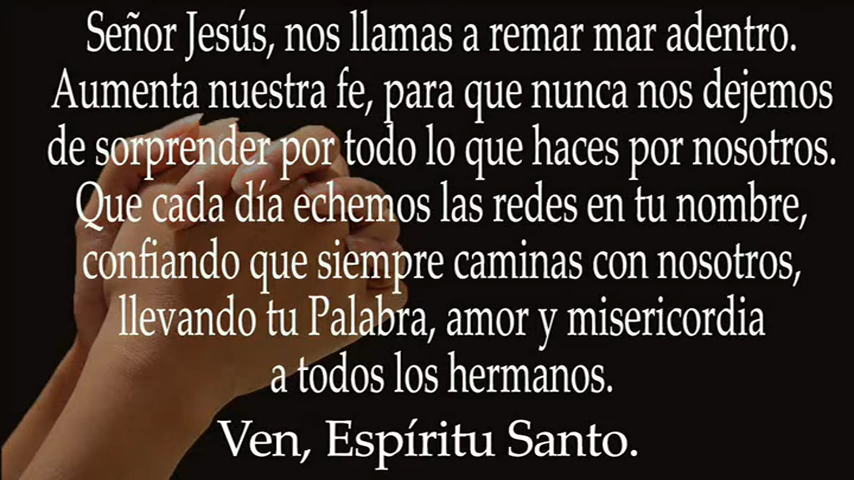 Señor Jesús, nos llamas a remar mar adentro.
Aumenta nuestra fe, para que nunca nos dejemos
de sorprender por todo lo que haces por nosotros.
Que cada día echemos las redes en tu nombre,
confiando que siempre caminas con nosotros,
llevando tu Palabra, amor y misericordia
a todos los hermanos.
Ven, Espíritu Santo.